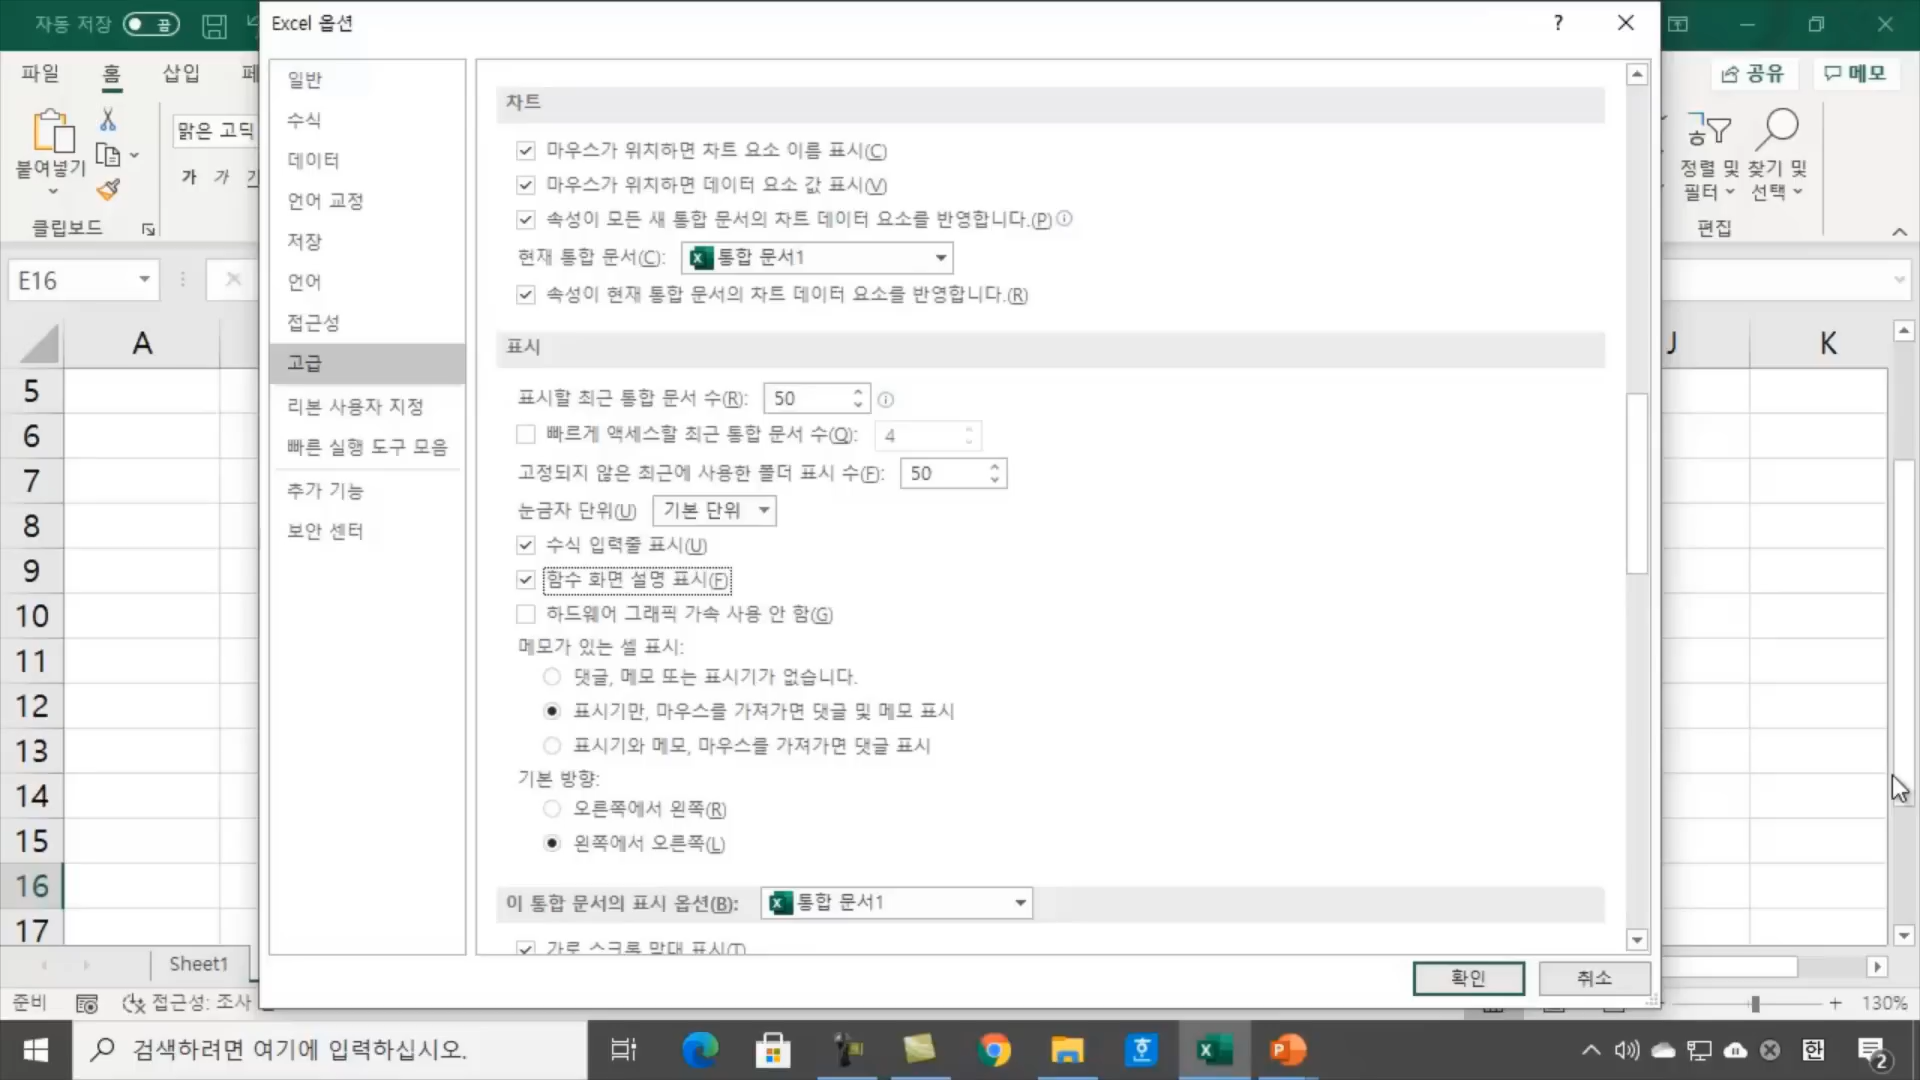 자동 저장 끔
Excel 옵션
?
파일 홈 삽입 페
공유 메모
붙여넣기
클립보드
맑은 고딕
가 가
정렬 및 필터
찾기 및 선택
편집
E16
A J K
5
6
7
8
9
10
11
12
13
14
15
16
17
일반
수식
데이터
언어 교정
저장
언어
접근성
고급
리본 사용자 지정
빠른 실행 도구 모음
추가 기능
보안 센터
차트
마우스가 위치하면 차트 요소 이름 표시(C)
마우스가 위치하면 데이터 요소 값 표시(V)
속성이 모든 새 통합 문서의 차트 데이터 요소를 반영합니다.(P)
현재 통합 문서(C): 통합 문서1
속성이 현재 통합 문서의 차트 데이터 요소를 반영합니다.(R)
표시
표시할 최근 통합 문서 수(R): 50
빠르게 액세스할 최근 통합 문서 수(Q): 4
고정되지 않은 최근에 사용한 폴더 표시 수(F): 50
눈금자 단위(U) 기본 단위
수식 입력줄 표시(U)
함수 화면 설명 표시(F)
하드웨어 그래픽 가속 사용 안 함(G)
메모가 있는 셀 표시:
댓글, 메모 또는 표시기가 없습니다.
표시기만, 마우스를 가져가면 댓글 및 메모 표시
표시기와 메모, 마우스를 가져가면 댓글 표시
기본 방향:
오른쪽에서 왼쪽(R)
왼쪽에서 오른쪽(L)
이 통합 문서의 표시 옵션(B): 통합 문서1
가로 스크롤 막대 표시(T)
확인 취소
Sheet1
준비 접근성: 조사
130%
검색하려면 여기에 입력하십시오.
한
2